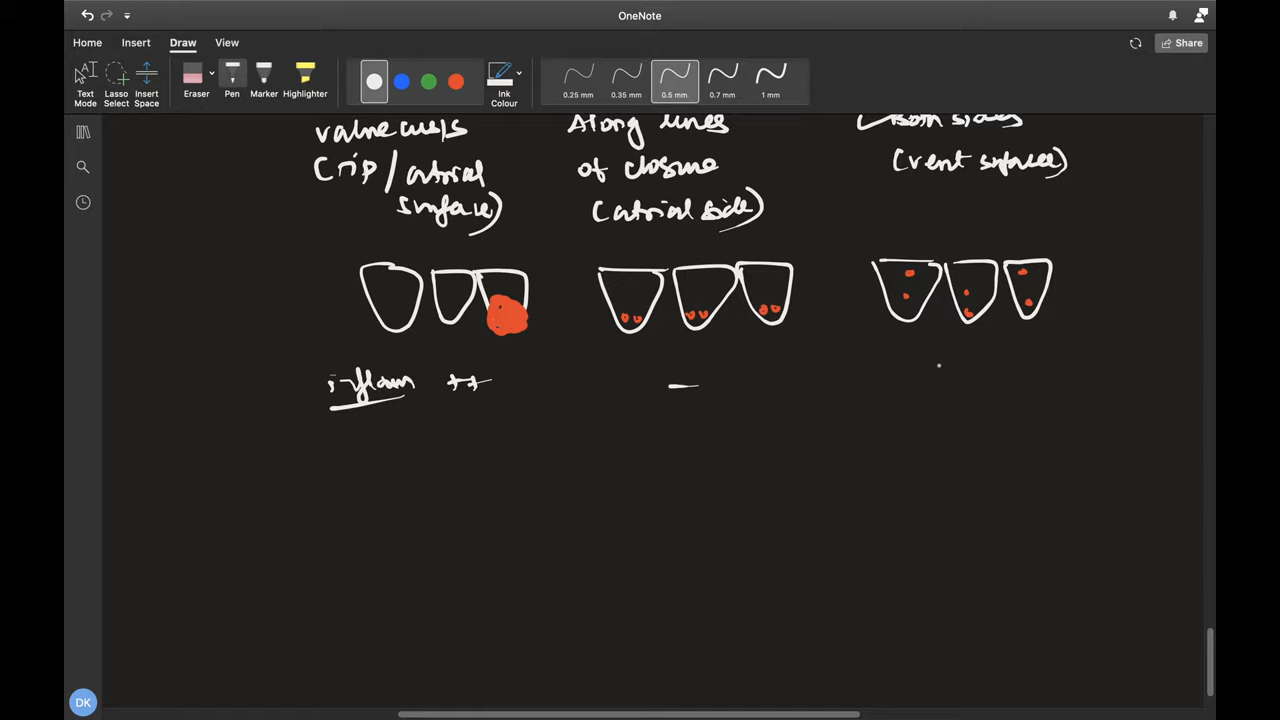 OneNote
Home Insert Draw View
Share
Text Mode
Lasso Select
Insert Space
Eraser
Pen
Marker
Highlighter
Ink Colour
0.25 mm
0.35 mm
0.5 mm
0.7 mm
1 mm
valve cusps
(Tip/atrial
surface)
Along lines
of closure
(atrial side)
Both sides
(vent surface)
inflam ++ —
DK